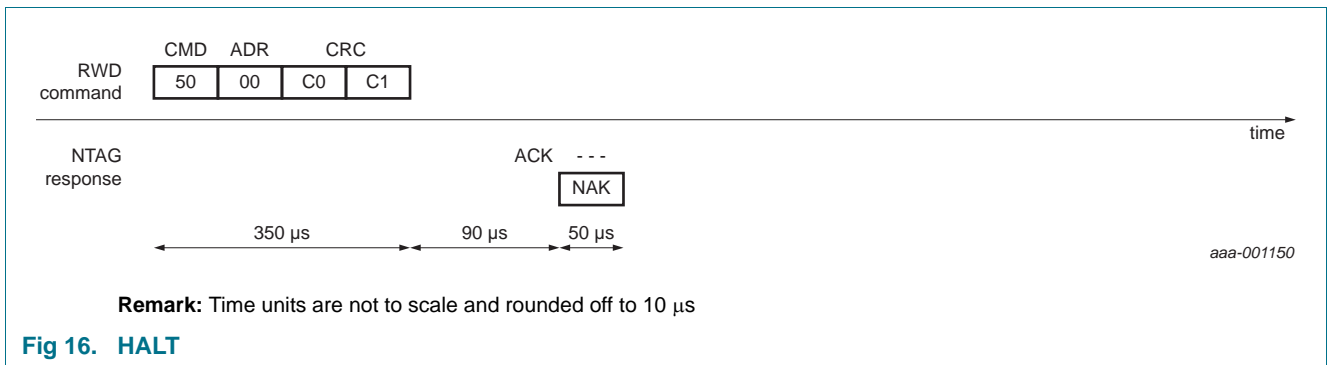 CMD ADR CRC
RWD command
50 00 C0 C1
time
NTAG response
ACK - - -
NAK
350 µs 90 µs 50 µs
aaa-001150
Remark: Time units are not to scale and rounded off to 10 µs
Fig 16. HALT